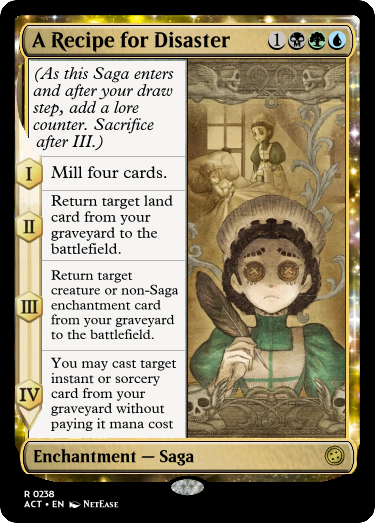 A Recipe for Disaster 1
(As this Saga enters
and after your draw
step, add a lore
counter. Sacrifice
after III.)
I Mill four cards.
II Return target land
card from your
graveyard to the
battlefield.
III Return target
creature or non-Saga
enchantment card
from your graveyard
to the battlefield.
IV You may cast target
instant or sorcery
card from your
graveyard without
paying it mana cost
Enchantment — Saga
R 0238
ACT • EN NetEase